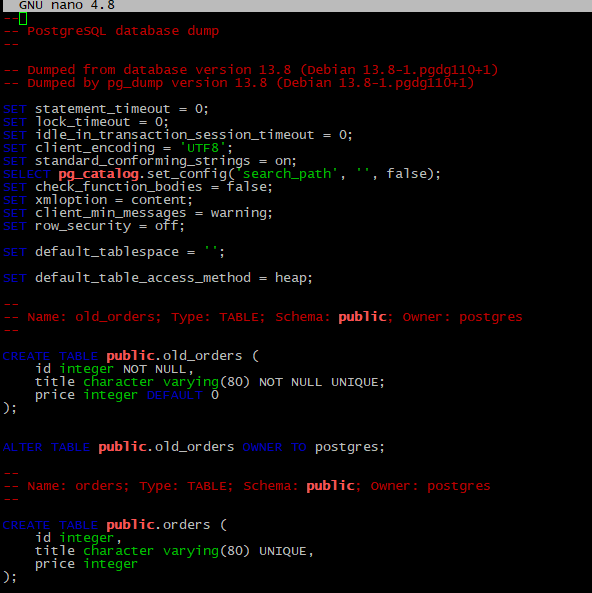 GNU nano 4.8
--
-- PostgreSQL database dump
--
-- Dumped from database version 13.8 (Debian 13.8-1.pgdg110+1)
-- Dumped by pg_dump version 13.8 (Debian 13.8-1.pgdg110+1)
SET statement_timeout = 0;
SET lock_timeout = 0;
SET idle_in_transaction_session_timeout = 0;
SET client_encoding = 'UTF8';
SET standard_conforming_strings = on;
SELECT pg_catalog.set_config('search_path', '', false);
SET check_function_bodies = false;
SET xmloption = content;
SET client_min_messages = warning;
SET row_security = off;
SET default_tablespace = '';
SET default_table_access_method = heap;
--
-- Name: old_orders; Type: TABLE; Schema: public; Owner: postgres
--
CREATE TABLE public.old_orders (
    id integer NOT NULL,
    title character varying(80) NOT NULL UNIQUE;
    price integer DEFAULT 0
);
ALTER TABLE public.old_orders OWNER TO postgres;
--
-- Name: orders; Type: TABLE; Schema: public; Owner: postgres
--
CREATE TABLE public.orders (
    id integer,
    title character varying(80) UNIQUE,
    price integer
);